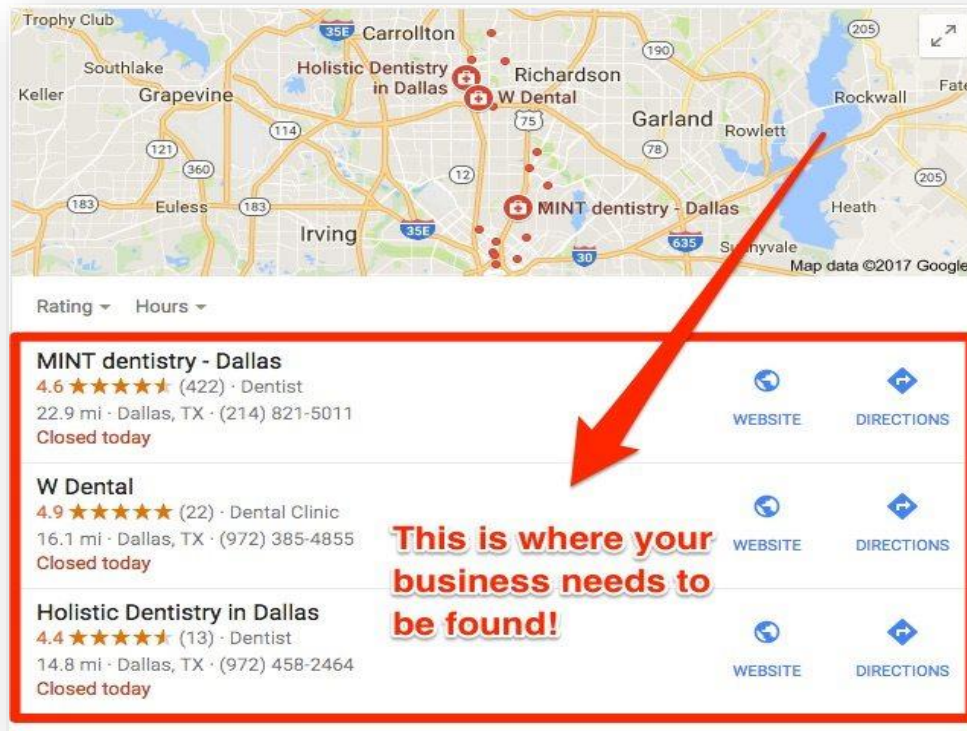 Trophy Club
35E
Carrollton
190
205
Southlake
Holistic Dentistry
in Dallas
Richardson
Keller
Grapevine
W Dental
Rockwall
Fate
75
Garland
Rowlett
114
121
78
360
12
205
183
Euless
183
MINT dentistry - Dallas
Heath
Irving
35E
635
30
Map data ©2017 Google
Rating
Hours
MINT dentistry - Dallas
4.6 ★★★★★ (422) · Dentist
22.9 mi · Dallas, TX · (214) 821-5011
Closed today
WEBSITE
DIRECTIONS
W Dental
4.9 ★★★★★ (22) · Dental Clinic
16.1 mi · Dallas, TX · (972) 385-4855
Closed today
WEBSITE
DIRECTIONS
This is where your
business needs to
be found!
Holistic Dentistry in Dallas
4.4 ★★★★★ (13) · Dentist
14.8 mi · Dallas, TX · (972) 458-2464
Closed today
WEBSITE
DIRECTIONS